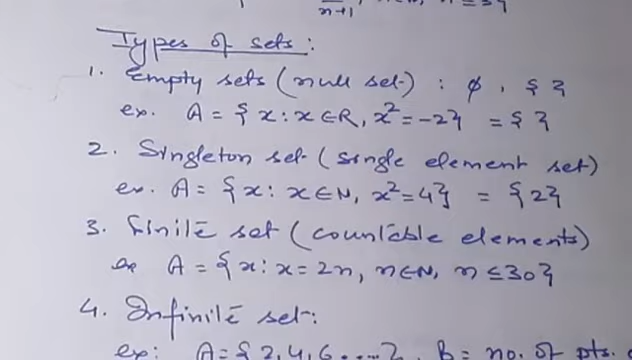 n+1
Types of sets:
1. Empty sets (null set) : ϕ, { }
ex. A = { x : x ∈ R, x² = -2} = { }
2. Singleton set (single element set)
ex. A = {x : x ∈ N, x² = 4} = {2}
3. Finite set (countable elements)
ex A = {x : x = 2n, n ∈ N, n ≤ 30}
4. Infinite set:
ex: A = {2, 4, 6 ....}, B = no. of pts.